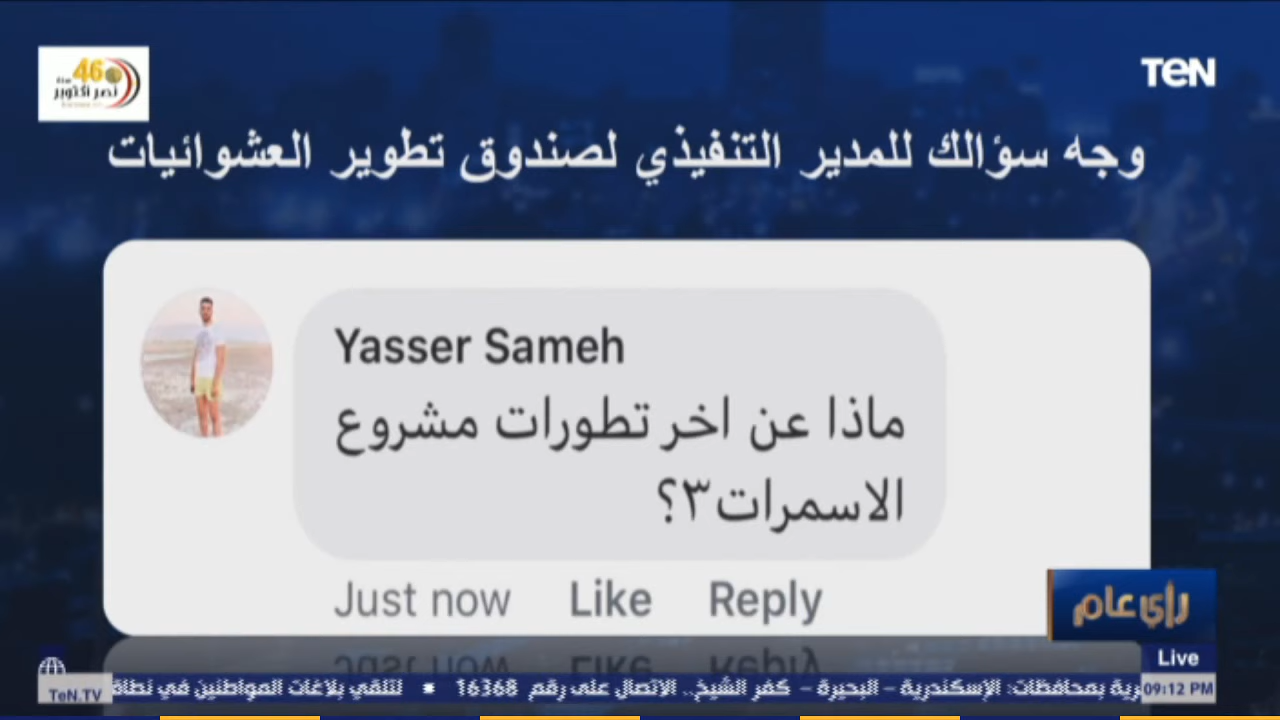 46
سنة
نصر أكتوبر
TeN
وجه سؤالك للمدير التنفيذي لصندوق تطوير العشوائيات
Yasser Sameh
ماذا عن اخر تطورات مشروع
الاسمرات٣؟
Just now Like Reply
رأي عام
Live
09:12 PM
رية بمحافظات: الإسكندرية – البحيرة – كفر الشيخ.. الاتصال على رقم 16368 * لتلقي بلاغات المواطنين في نطاق
TeN.TV